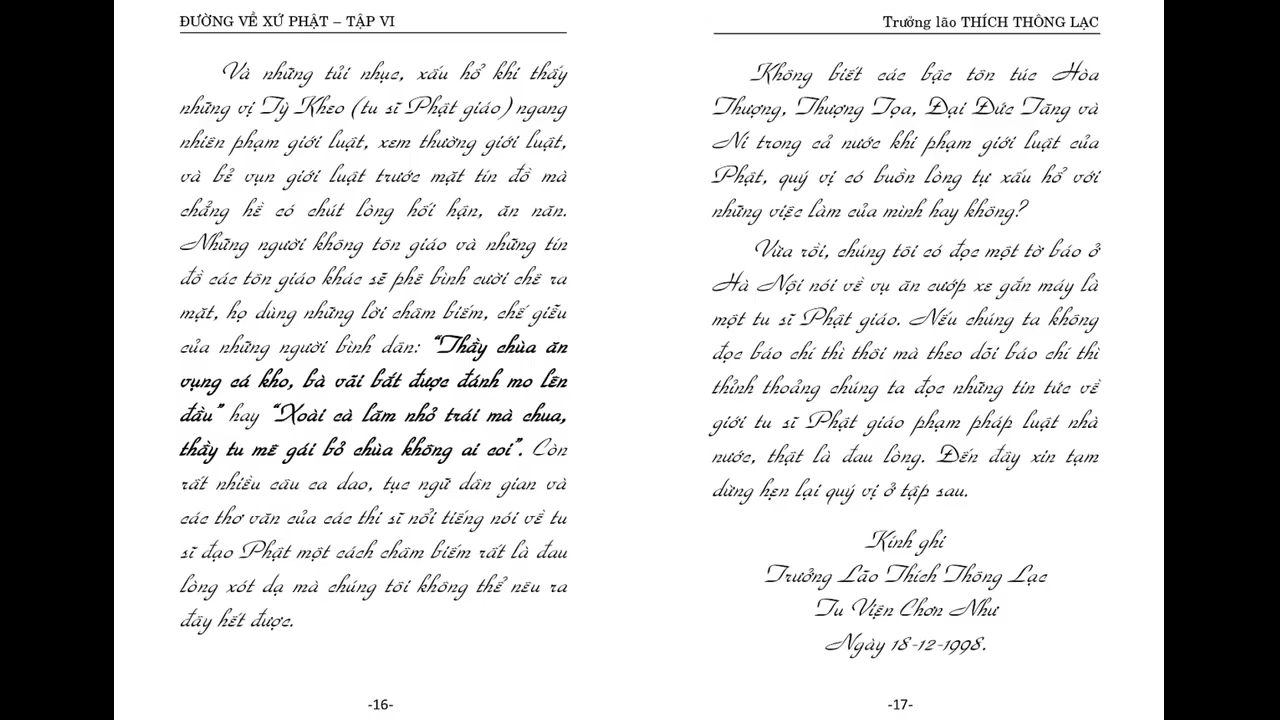 ĐƯỜNG VỀ XỨ PHẬT – TẬP VI
Và những tủi nhục, xấu hổ khi thấy
những vị Tỳ Kheo (tu sĩ Phật giáo) ngang
nhiên phạm giới luật, xem thường giới luật,
và bẻ vụn giới luật trước mặt tín đồ mà
chẳng hề có chút lòng hối hận, ăn năn.
Những người không tôn giáo và những tín
đồ các tôn giáo khác sẽ phê bình cười chê ra
mặt, họ dùng những lời châm biếm, chế giễu
của những người bình dân: “Thầy chùa ăn
vụng cá kho, bà vãi bắt được đánh mo lên
đầu” hay “Xoài cà lăm nhỏ trái mà chua,
thầy tu mê gái bỏ chùa không ai coi”. Còn
rất nhiều câu ca dao, tục ngữ dân gian và
các thơ văn của các thi sĩ nổi tiếng nói về tu
sĩ đạo Phật một cách châm biếm rất là đau
lòng xót dạ mà chúng tôi không thể nêu ra
đây hết được.
-16-
Trưởng lão THÍCH THÔNG LẠC
Không biết các bậc tôn túc Hòa
Thượng, Thượng Tọa, Đại Đức Tăng và
Ni trong cả nước khi phạm giới luật của
Phật, quý vị có buồn lòng tự xấu hổ với
những việc làm của mình hay không?
Vừa rồi, chúng tôi có đọc một tờ báo ở
Hà Nội nói về vụ án cướp xe gắn máy là
một tu sĩ Phật giáo. Nếu chúng ta không
đọc báo chí thì thôi mà theo dõi báo chí thì
thỉnh thoảng chúng ta đọc những tin tức về
giới tu sĩ Phật giáo phạm pháp luật nhà
nước, thật là đau lòng. Đến đây xin tạm
dừng hẹn lại quý vị ở tập sau.
Kính ghi
Trưởng Lão Thích Thông Lạc
Tu Viện Chơn Như
Ngày 18-12-1998.
-17-